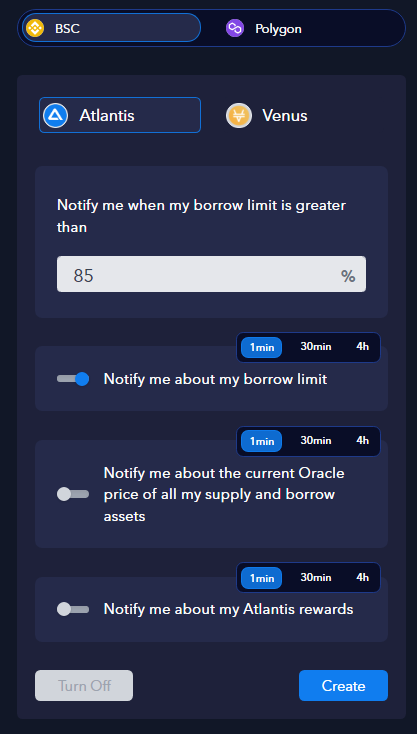 BSC
Polygon
Atlantis
Venus
Notify me when my borrow limit is greater
than
85
%
1min
30min
4h
Notify me about my borrow limit
1min
30min
4h
Notify me about the current Oracle
price of all my supply and borrow
assets
1min
30min
4h
Notify me about my Atlantis rewards
Turn Off
Create